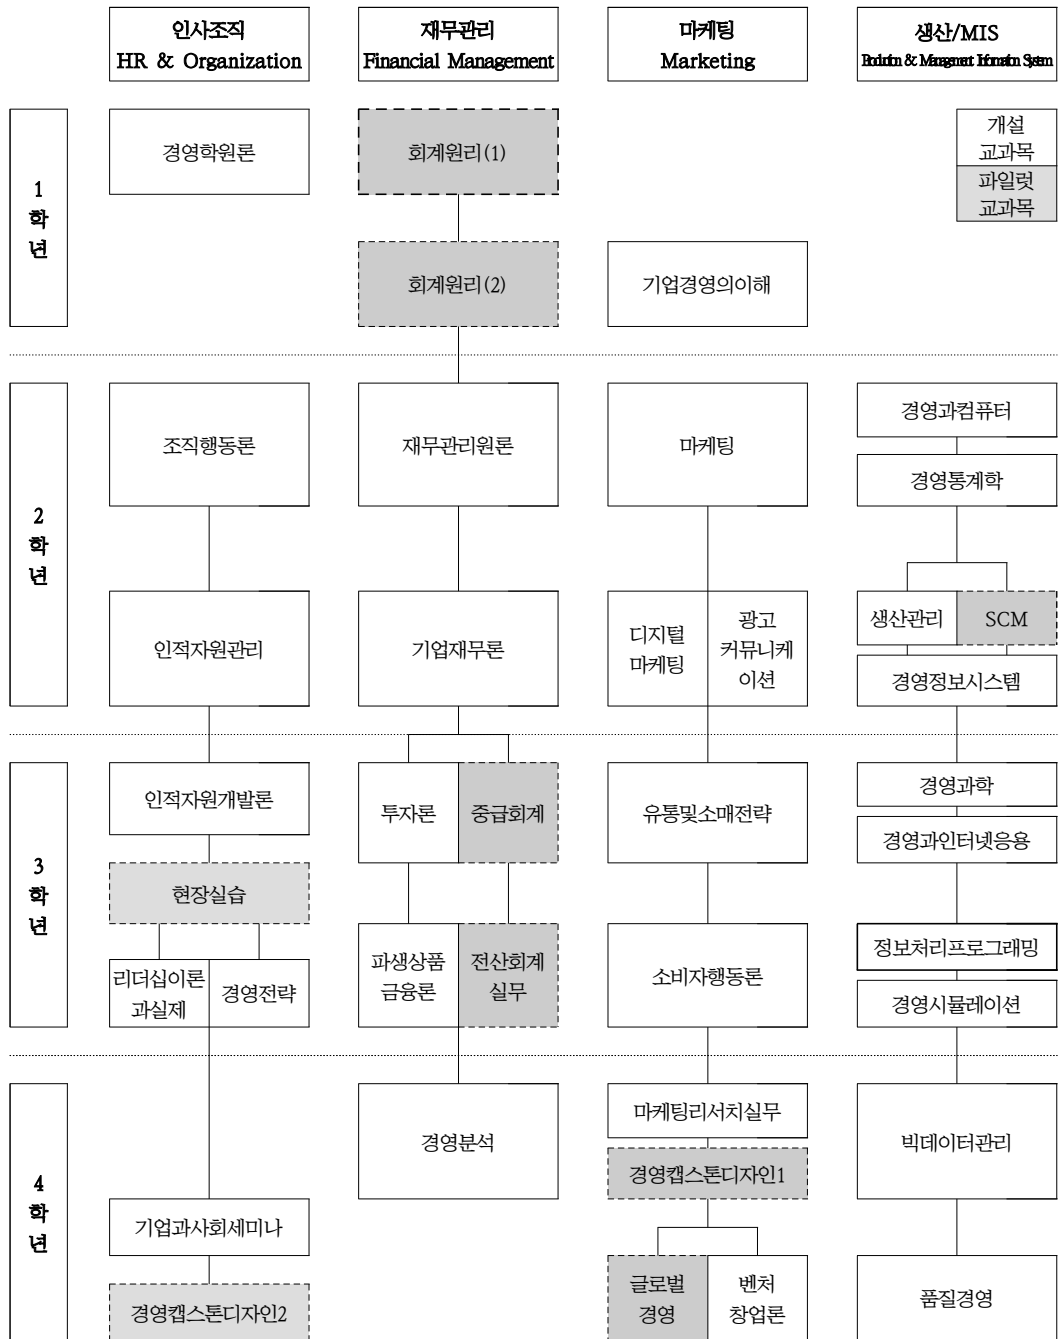 인사조직
HR & Organization
재무관리
Financial Management
마케팅
Marketing
생산/MIS
Production & Management Information System
1
학
년
경영학원론
회계원리(1)
개설
교과목
파일럿
교과목
회계원리(2)
기업경영의이해
2
학
년
조직행동론
재무관리원론
마케팅
경영과컴퓨터
경영통계학
인적자원관리
기업재무론
디지털
마케팅
광고
커뮤니케
이션
생산관리
SCM
경영정보시스템
3
학
년
인적자원개발론
투자론
중급회계
유통및소매전략
경영과학
경영과인터넷응용
현장실습
리더십이론
과실제
경영전략
파생상품
금융론
전산회계
실무
소비자행동론
정보처리프로그래밍
경영시뮬레이션
4
학
년
경영분석
마케팅리서치실무
경영캡스톤디자인1
빅데이터관리
기업과사회세미나
경영캡스톤디자인2
글로벌
경영
벤처
창업론
품질경영